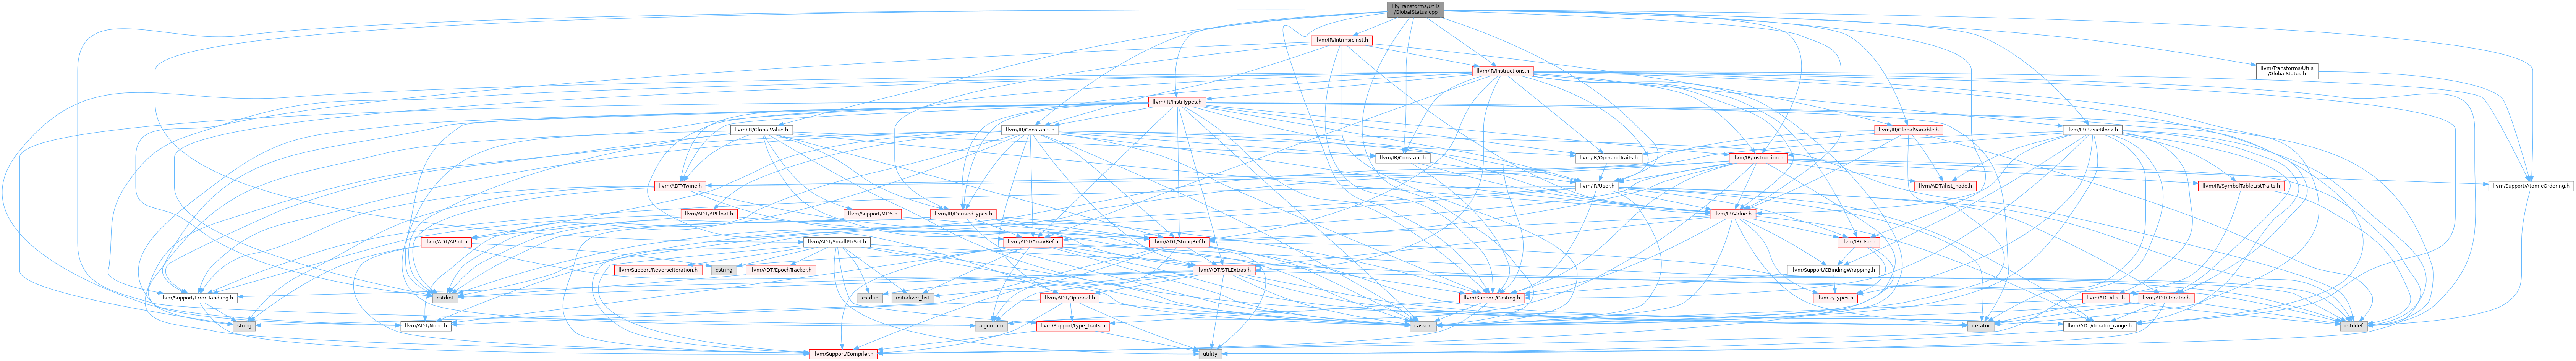 lib/Transforms/Utils
/GlobalStatus.cpp
llvm/IR/IntrinsicInst.h
llvm/IR/Instructions.h
llvm/Transforms/Utils
/GlobalStatus.h
llvm/IR/InstrTypes.h
llvm/IR/GlobalValue.h
llvm/IR/Constants.h
llvm/IR/GlobalVariable.h
llvm/IR/BasicBlock.h
llvm/IR/Constant.h
llvm/IR/OperandTraits.h
llvm/IR/Instruction.h
llvm/ADT/Twine.h
llvm/IR/User.h
llvm/ADT/ilist_node.h
llvm/IR/SymbolTableListTraits.h
llvm/Support/AtomicOrdering.h
llvm/ADT/APFloat.h
llvm/Support/MD5.h
llvm/IR/DerivedTypes.h
llvm/IR/Value.h
llvm/ADT/APInt.h
llvm/ADT/SmallPtrSet.h
llvm/ADT/ArrayRef.h
llvm/ADT/StringRef.h
llvm/IR/Use.h
llvm/Support/ReverseIteration.h
cstring
llvm/ADT/EpochTracker.h
llvm/ADT/STLExtras.h
llvm/Support/CBindingWrapping.h
llvm/Support/ErrorHandling.h
cstdint
cstdlib
initializer_list
llvm/ADT/Optional.h
llvm/Support/Casting.h
llvm-c/Types.h
llvm/ADT/ilist.h
llvm/ADT/iterator.h
string
llvm/ADT/None.h
algorithm
llvm/Support/type_traits.h
cassert
iterator
llvm/ADT/iterator_range.h
cstddef
llvm/Support/Compiler.h
utility